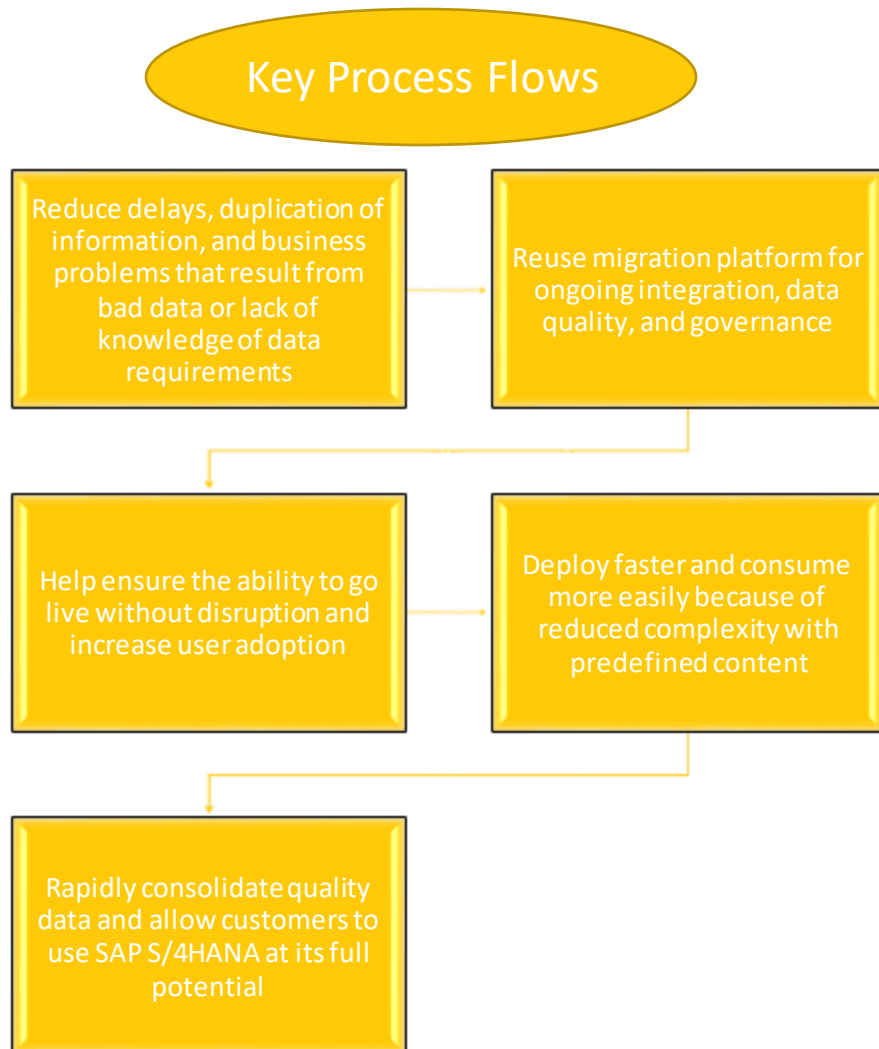 Key Process Flows
Reduce delays, duplication of
information, and business
problems that result from
bad data or lack of
knowledge of data
requirements
Reuse migration platform for
ongoing integration, data
quality, and governance
Help ensure the ability to go
live without disruption and
increase user adoption
Deploy faster and consume
more easily because of
reduced complexity with
predefined content
Rapidly consolidate quality
data and allow customers to
use SAP S/4HANA at its full
potential